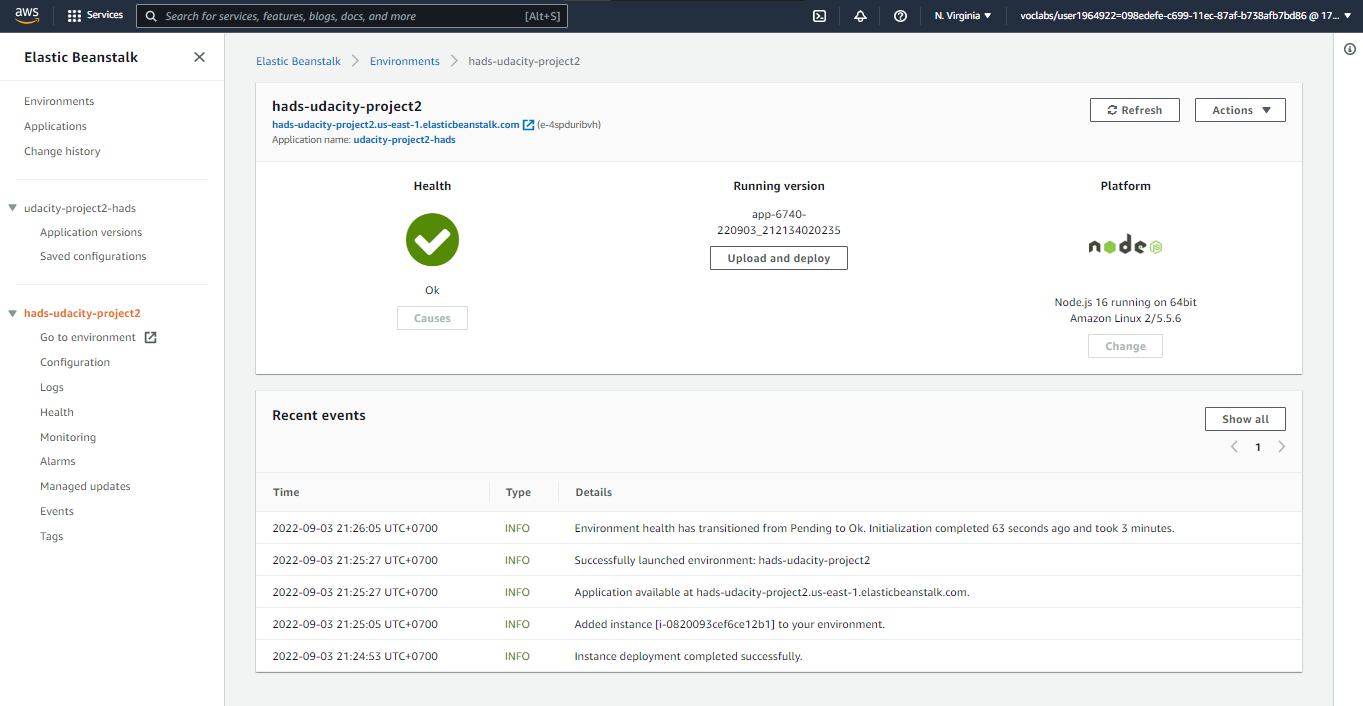 aws
Services
Search for services, features, blogs, docs, and more
[Alt+S]
N. Virginia
voclabs/user1964922=098edefe-c699-11ec-87af-b738afb7bd86 @ 17...
Elastic Beanstalk
Environments
Applications
Change history
udacity-project2-hads
Application versions
Saved configurations
hads-udacity-project2
Go to environment
Configuration
Logs
Health
Monitoring
Alarms
Managed updates
Events
Tags
Elastic Beanstalk
Environments
hads-udacity-project2
hads-udacity-project2
hads-udacity-project2.us-east-1.elasticbeanstalk.com (e-4spduribvh)
Application name: udacity-project2-hads
Refresh
Actions
Health
Ok
Causes
Running version
app-6740-
220903_212134020235
Upload and deploy
Platform
node
JS
Node.js 16 running on 64bit
Amazon Linux 2/5.5.6
Change
Recent events
Show all
1
Time Type Details
2022-09-03 21:26:05 UTC+0700 INFO Environment health has transitioned from Pending to Ok. Initialization completed 63 seconds ago and took 3 minutes.
2022-09-03 21:25:27 UTC+0700 INFO Successfully launched environment: hads-udacity-project2
2022-09-03 21:25:27 UTC+0700 INFO Application available at hads-udacity-project2.us-east-1.elasticbeanstalk.com.
2022-09-03 21:25:05 UTC+0700 INFO Added instance [i-0820093cef6ce12b1] to your environment.
2022-09-03 21:24:53 UTC+0700 INFO Instance deployment completed successfully.